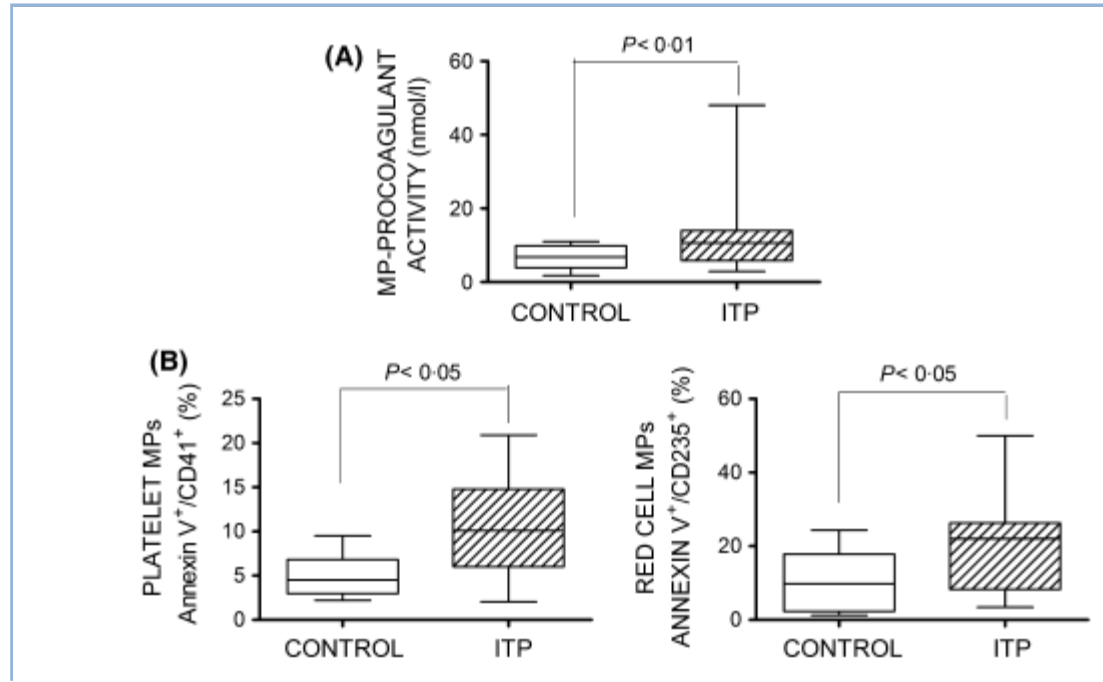 (A)
P< 0·01
MP-PROCOAGULANT
ACTIVITY (nmol/l)
60
40
20
0
CONTROL
ITP
(B)
P< 0·05
PLATELET MPs
Annexin V⁺/CD41⁺ (%)
25
20
15
10
5
0
CONTROL
ITP
P< 0·05
RED CELL MPs
ANNEXIN V⁺/CD235⁺ (%)
60
40
20
0
CONTROL
ITP